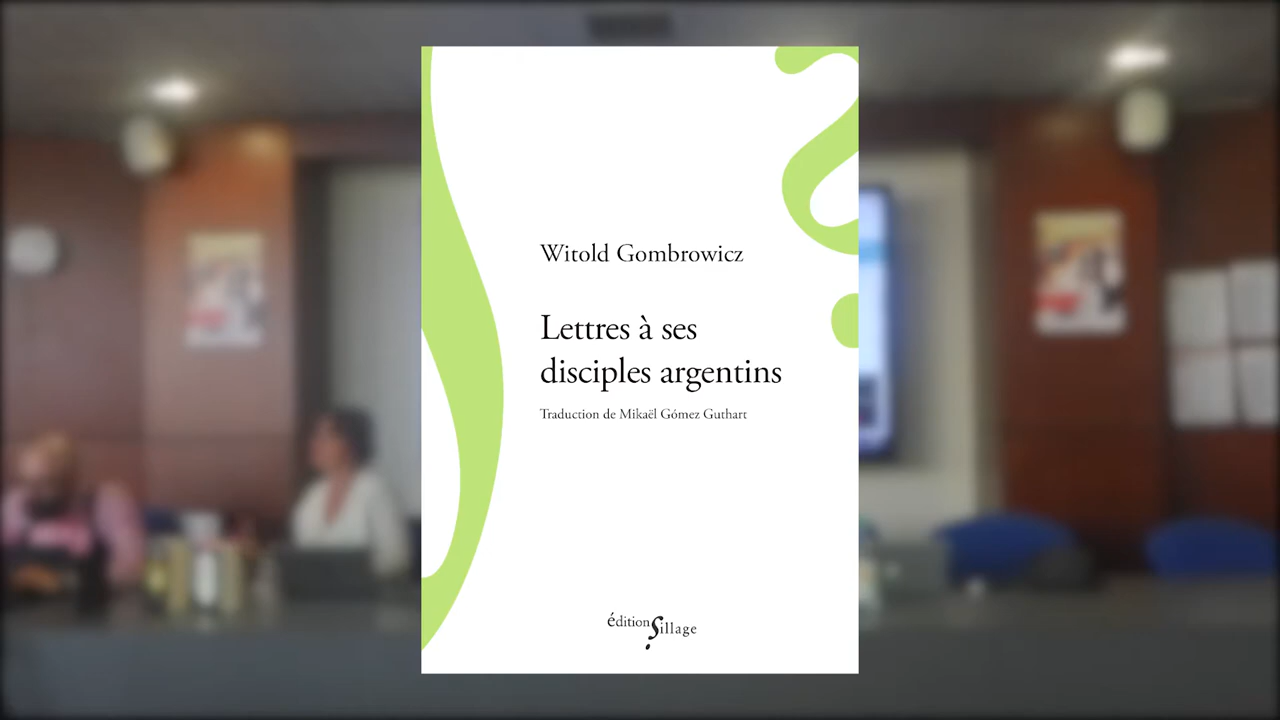 Witold Gombrowicz
Lettres à ses
disciples argentins
Traduction de Mikaël Gómez Guthart
éditionSillage